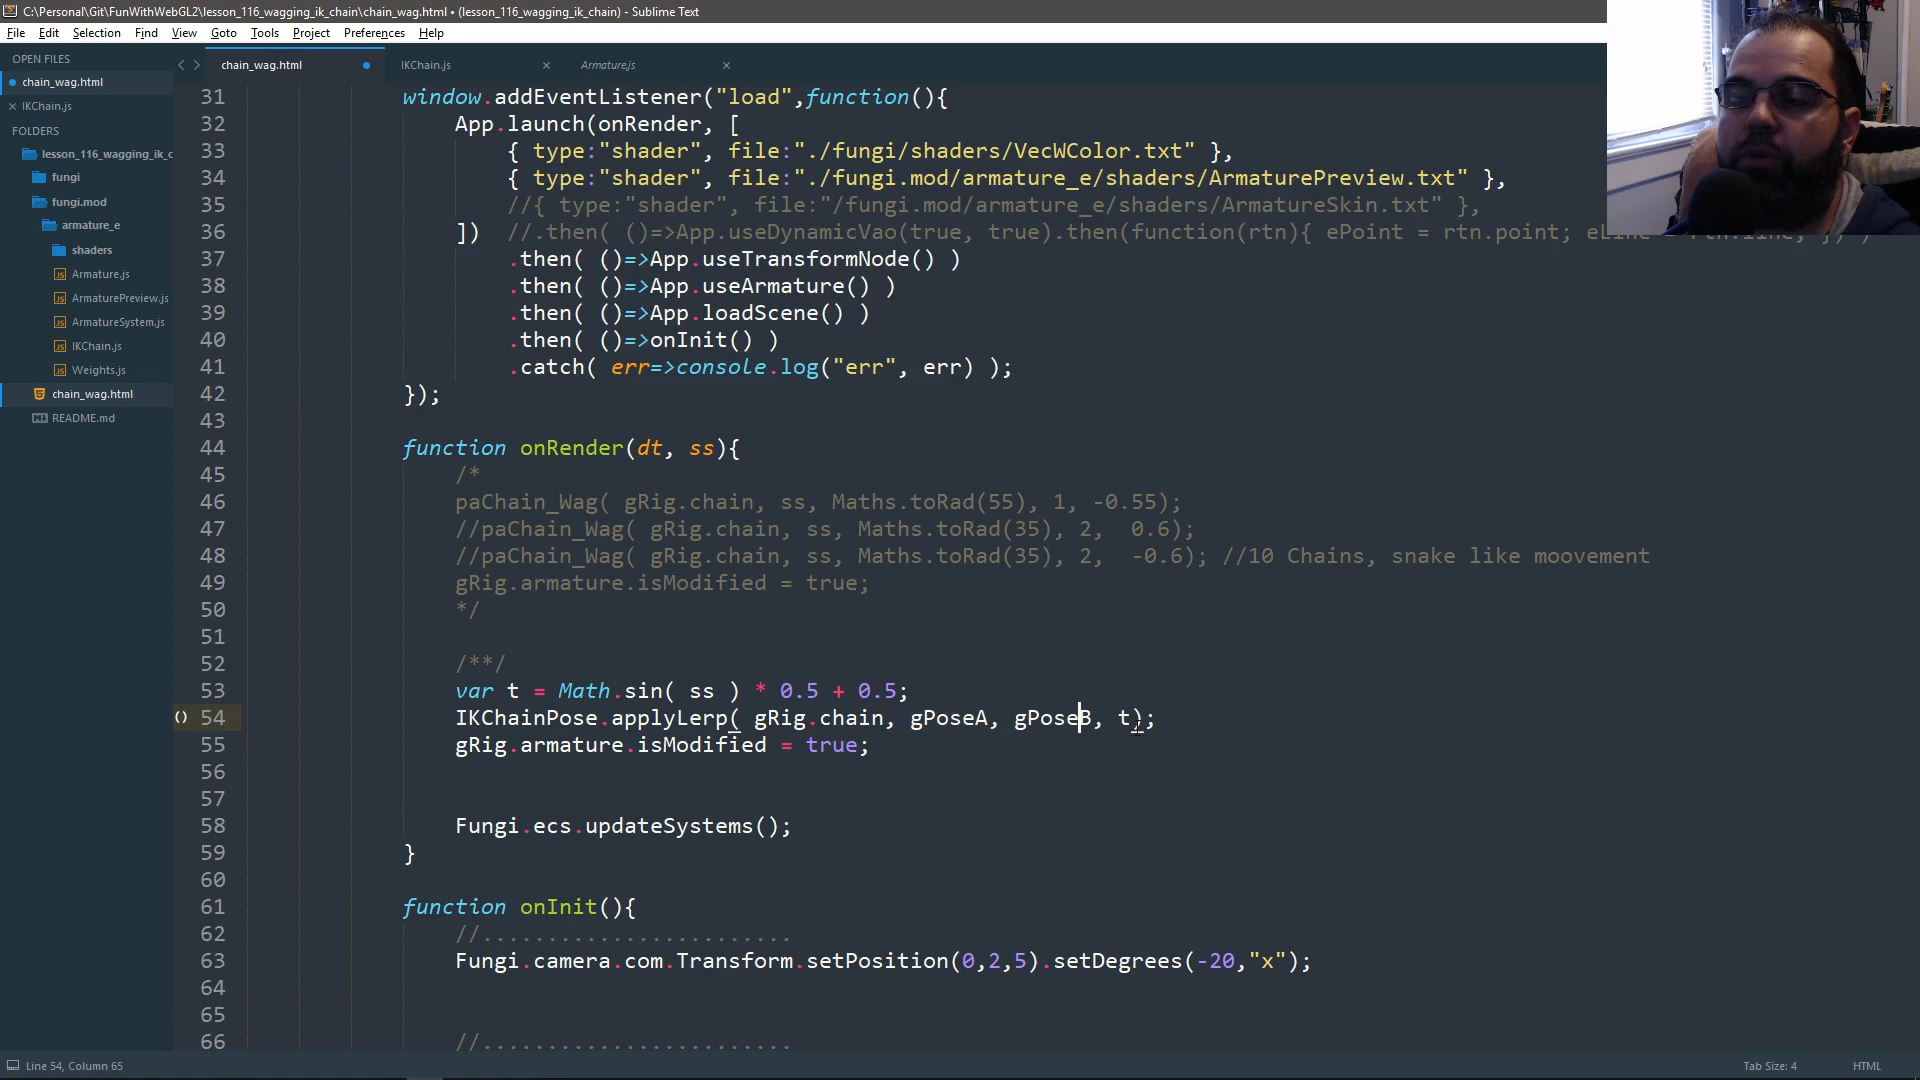 C:\Personal\Git\FunWithWebGL2\lesson_116_wagging_ik_chain\chain_wag.html • (lesson_116_wagging_ik_chain) - Sublime Text
File Edit Selection Find View Goto Tools Project Preferences Help
OPEN FILES
chain_wag.html
IKChain.js
FOLDERS
lesson_116_wagging_ik_c
fungi
fungi.mod
armature_e
shaders
Armature.js
ArmaturePreview.js
ArmatureSystem.js
IKChain.js
Weights.js
chain_wag.html
README.md
chain_wag.html IKChain.js Armature.js
31 window.addEventListener("load",function(){
32 App.launch(onRender, [
33 { type:"shader", file:"./fungi/shaders/VecWColor.txt" },
34 { type:"shader", file:"./fungi.mod/armature_e/shaders/ArmaturePreview.txt" },
35 //{ type:"shader", file:"/fungi.mod/armature_e/shaders/ArmatureSkin.txt" },
36 ]) //.then( ()=>App.useDynamicVao(true, true).then(function(rtn){ ePoint = rtn.point; eLine = rtn.line; }) )
37 .then( ()=>App.useTransformNode() )
38 .then( ()=>App.useArmature() )
39 .then( ()=>App.loadScene() )
40 .then( ()=>onInit() )
41 .catch( err=>console.log("err", err) );
42 });
43
44 function onRender(dt, ss){
45 /*
46 paChain_Wag( gRig.chain, ss, Maths.toRad(55), 1, -0.55);
47 //paChain_Wag( gRig.chain, ss, Maths.toRad(35), 2, 0.6);
48 //paChain_Wag( gRig.chain, ss, Maths.toRad(35), 2, -0.6); //10 Chains, snake like moovement
49 gRig.armature.isModified = true;
50 */
51
52 /**/
53 var t = Math.sin( ss ) * 0.5 + 0.5;
54 IKChainPose.applyLerp( gRig.chain, gPoseA, gPoseB, t);
55 gRig.armature.isModified = true;
56
57
58 Fungi.ecs.updateSystems();
59 }
60
61 function onInit(){
62 //........................
63 Fungi.camera.com.Transform.setPosition(0,2,5).setDegrees(-20,"x");
64
65
66 //........................
Line 54, Column 65 Tab Size: 4 HTML